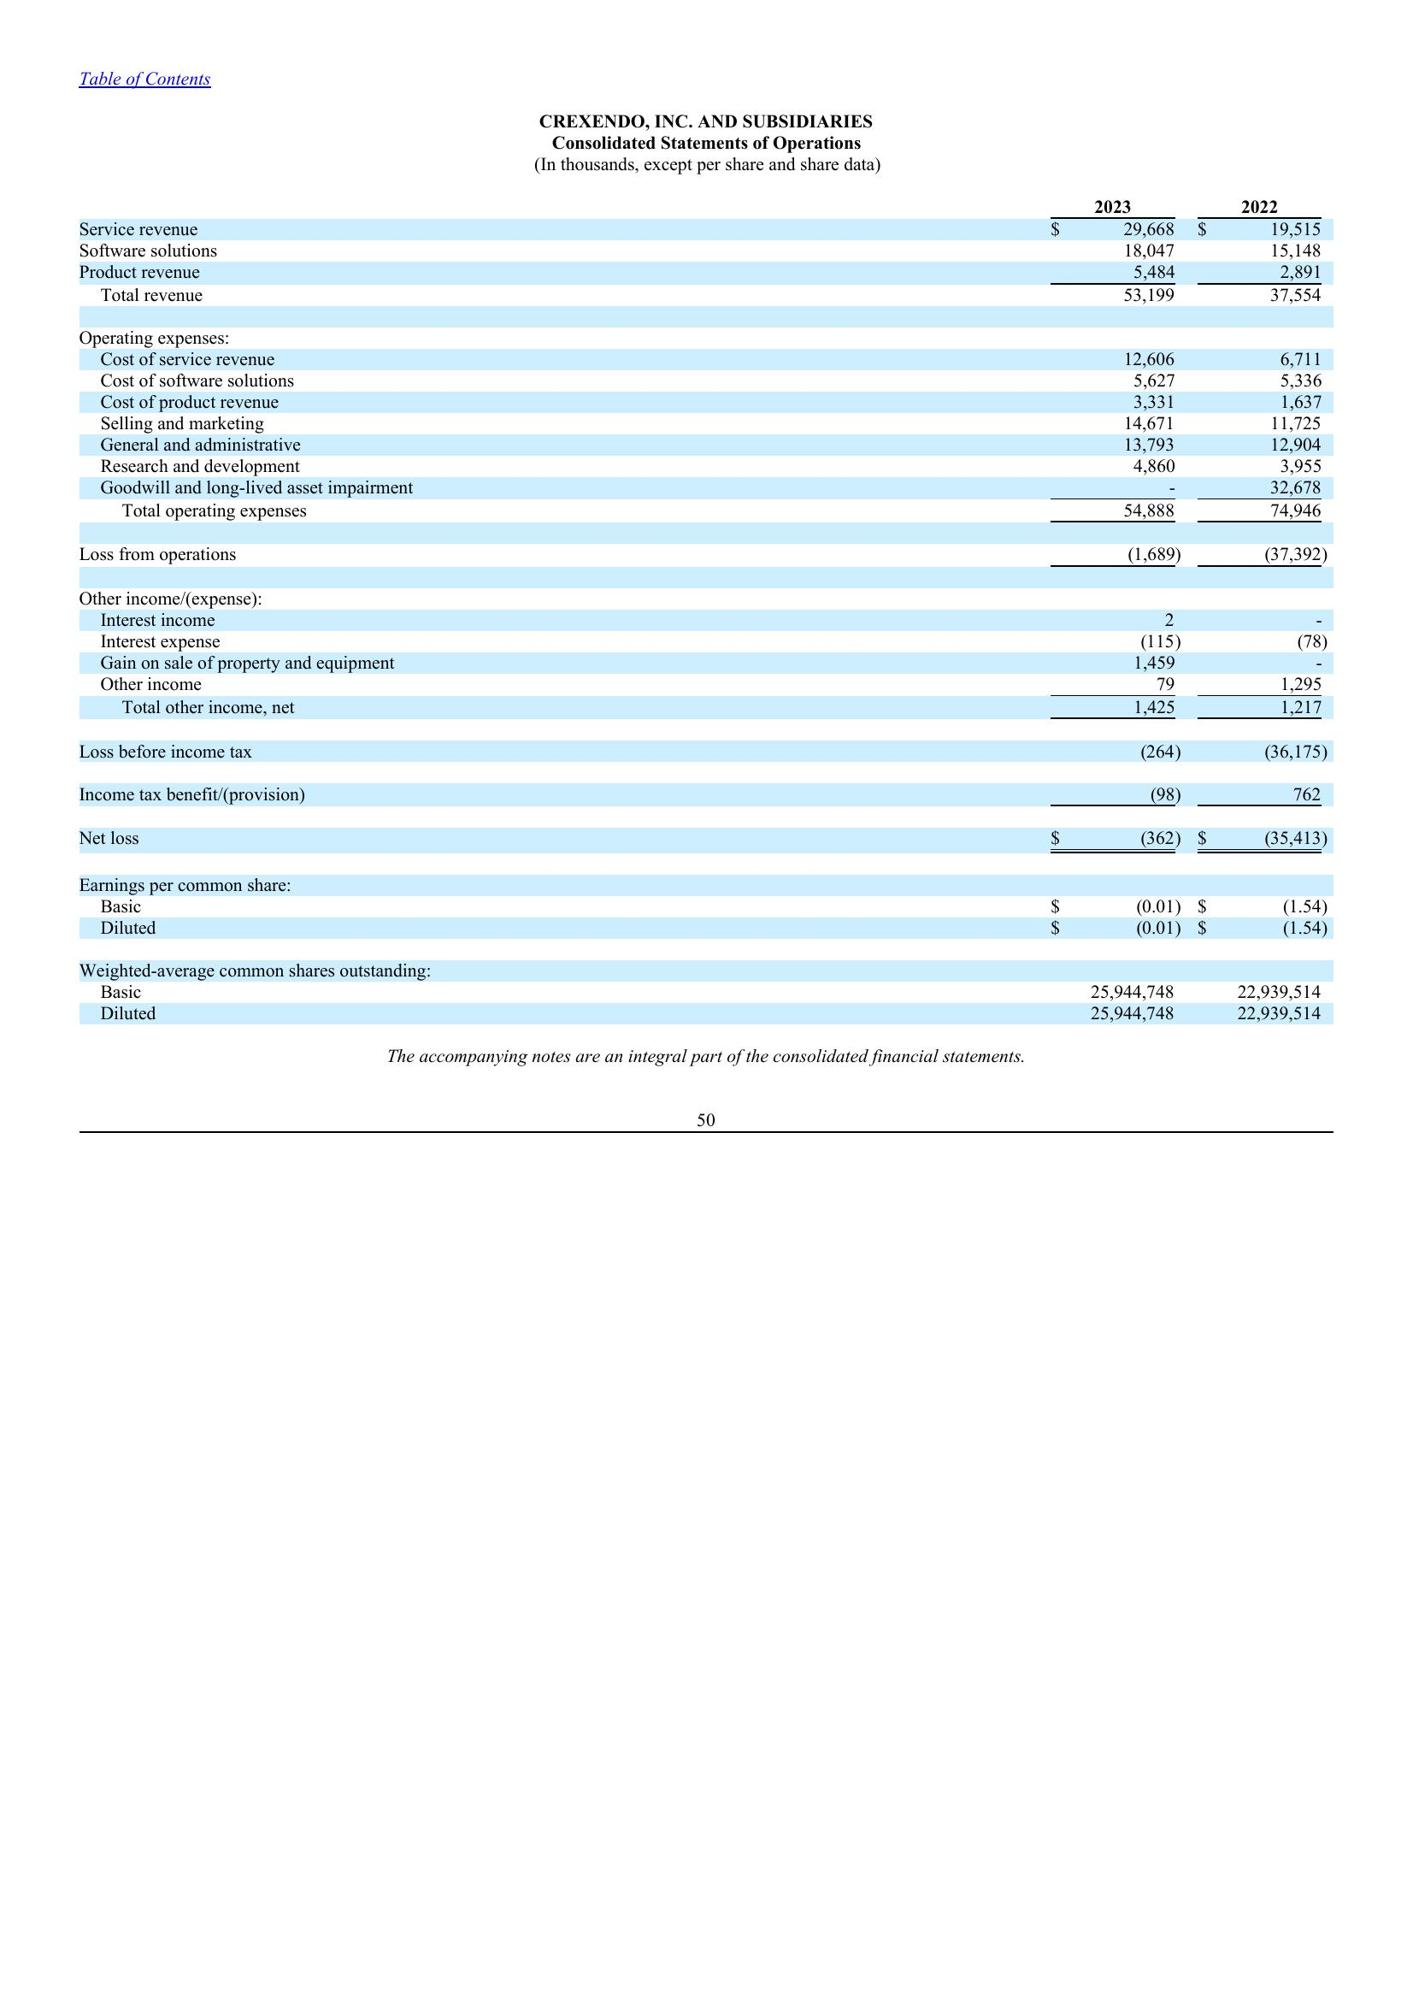 Table of Contents
CREXENDO, INC. AND SUBSIDIARIES
Consolidated Statements of Operations
(In thousands, except per share and share data)
2023 2022
Service revenue $ 29,668 $ 19,515
Software solutions 18,047 15,148
Product revenue 5,484 2,891
Total revenue 53,199 37,554
Operating expenses:
Cost of service revenue 12,606 6,711
Cost of software solutions 5,627 5,336
Cost of product revenue 3,331 1,637
Selling and marketing 14,671 11,725
General and administrative 13,793 12,904
Research and development 4,860 3,955
Goodwill and long-lived asset impairment - 32,678
Total operating expenses 54,888 74,946
Loss from operations (1,689) (37,392)
Other income/(expense):
Interest income 2 -
Interest expense (115) (78)
Gain on sale of property and equipment 1,459 -
Other income 79 1,295
Total other income, net 1,425 1,217
Loss before income tax (264) (36,175)
Income tax benefit/(provision) (98) 762
Net loss $ (362) $ (35,413)
Earnings per common share:
Basic $ (0.01) $ (1.54)
Diluted $ (0.01) $ (1.54)
Weighted-average common shares outstanding:
Basic 25,944,748 22,939,514
Diluted 25,944,748 22,939,514
The accompanying notes are an integral part of the consolidated financial statements.
50